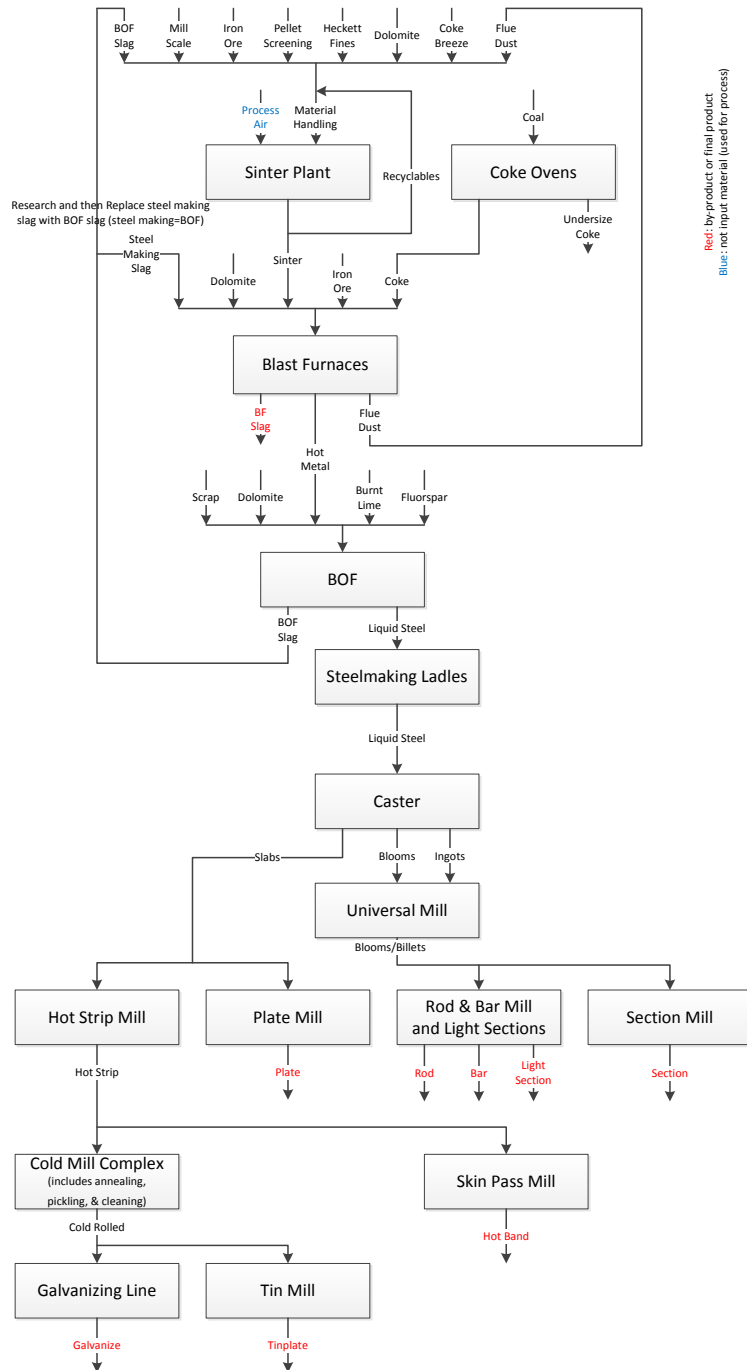 BOF
Slag
Mill
Scale
Iron
Ore
Pellet
Screening
Heckett
Fines
Dolomite
Coke
Breeze
Flue
Dust
Process
Air
Material
Handling
Coal
Sinter Plant
Recyclables
Coke Ovens
Red: by-product or final product
Blue: not input material (used for process)
Research and then Replace steel making
slag with BOF slag (steel making=BOF)
Undersize
Coke
Steel
Making
Slag
Dolomite
Sinter
Iron
Ore
Coke
Blast Furnaces
BF
Slag
Hot
Metal
Flue
Dust
Scrap
Dolomite
Burnt
Lime
Fluorspar
BOF
BOF
Slag
Liquid Steel
Steelmaking Ladles
Liquid Steel
Caster
Slabs
Blooms
Ingots
Universal Mill
Blooms/Billets
Hot Strip Mill
Plate Mill
Rod & Bar Mill
and Light Sections
Section Mill
Hot Strip
Plate
Rod
Bar
Light
Section
Section
Cold Mill Complex
(includes annealing,
pickling, & cleaning)
Skin Pass Mill
Cold Rolled
Hot Band
Galvanizing Line
Tin Mill
Galvanize
Tinplate